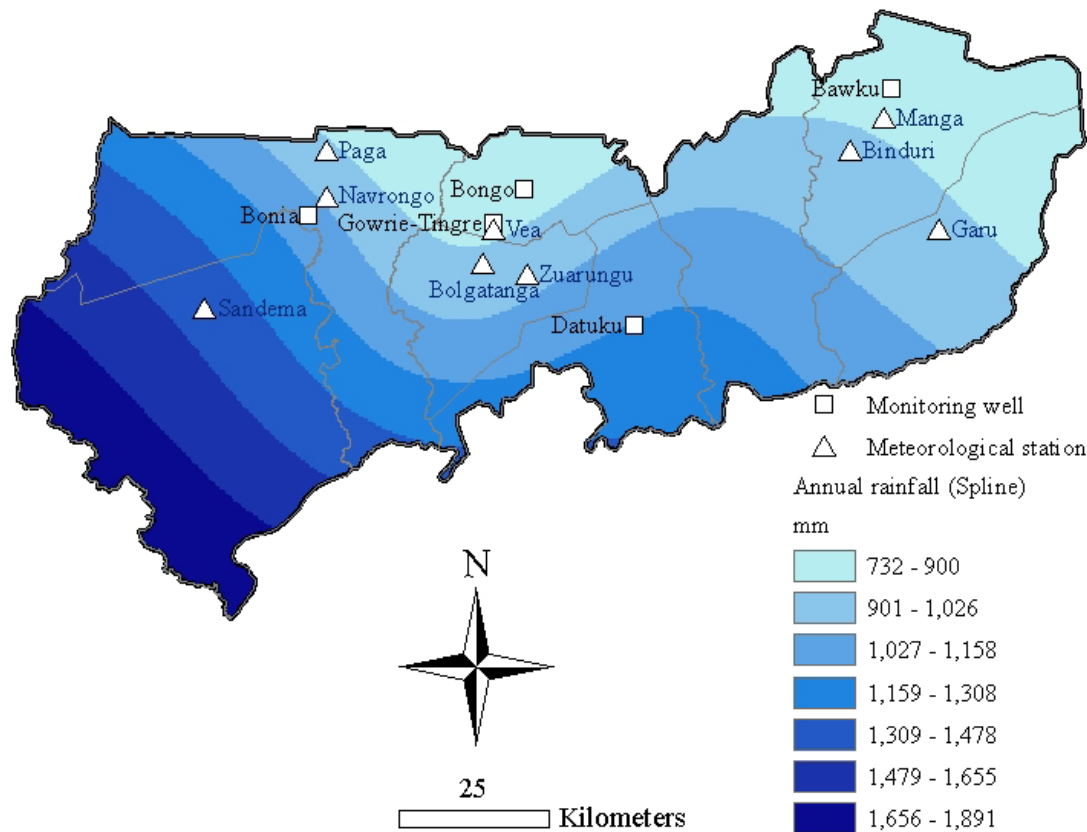 Bawku
Manga
Paga
Binduri
Bongo
Navrongo
Bonia
Gowrie-Tingre
Vea
Garu
Zuarungu
Bolgatanga
Sandema
Datuku
Monitoring well
Meteorological station
Annual rainfall (Spline)
mm
732 - 900
901 - 1,026
1,027 - 1,158
1,159 - 1,308
1,309 - 1,478
1,479 - 1,655
1,656 - 1,891
N
25
Kilometers